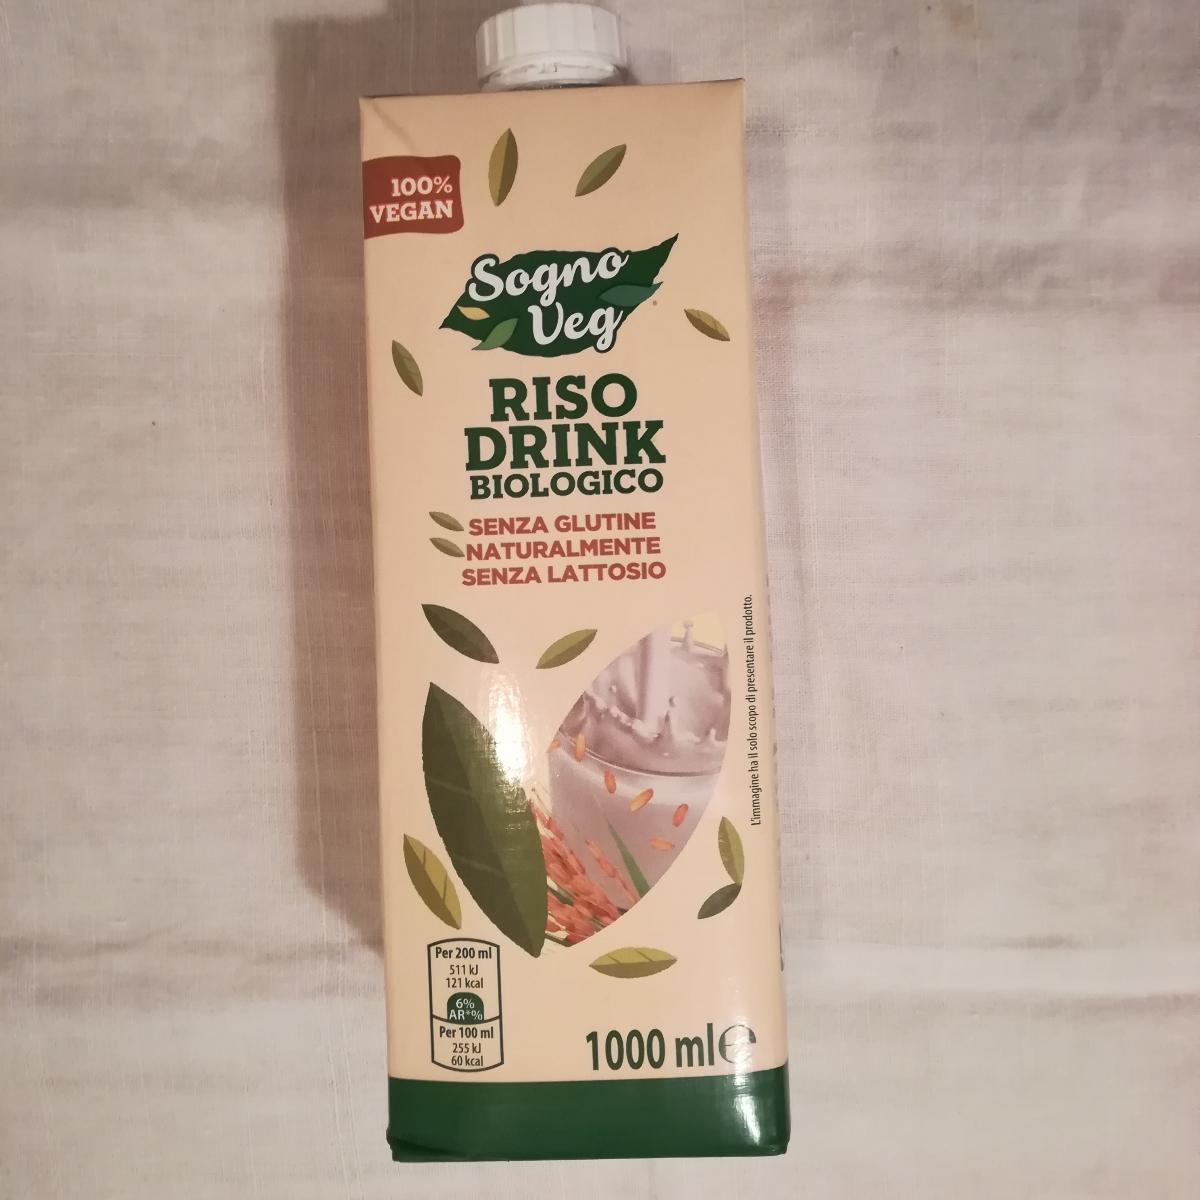 100%
VEGAN
Sogno
Veg
RISO
DRINK
BIOLOGICO
SENZA GLUTINE
NATURALMENTE
SENZA LATTOSIO
L'immagine ha il solo scopo di presentare il prodotto.
Per 200 ml
511 kJ
121 kcal
6%
AR*%
Per 100 ml
255 kJ
60 kcal
1000 ml ℮